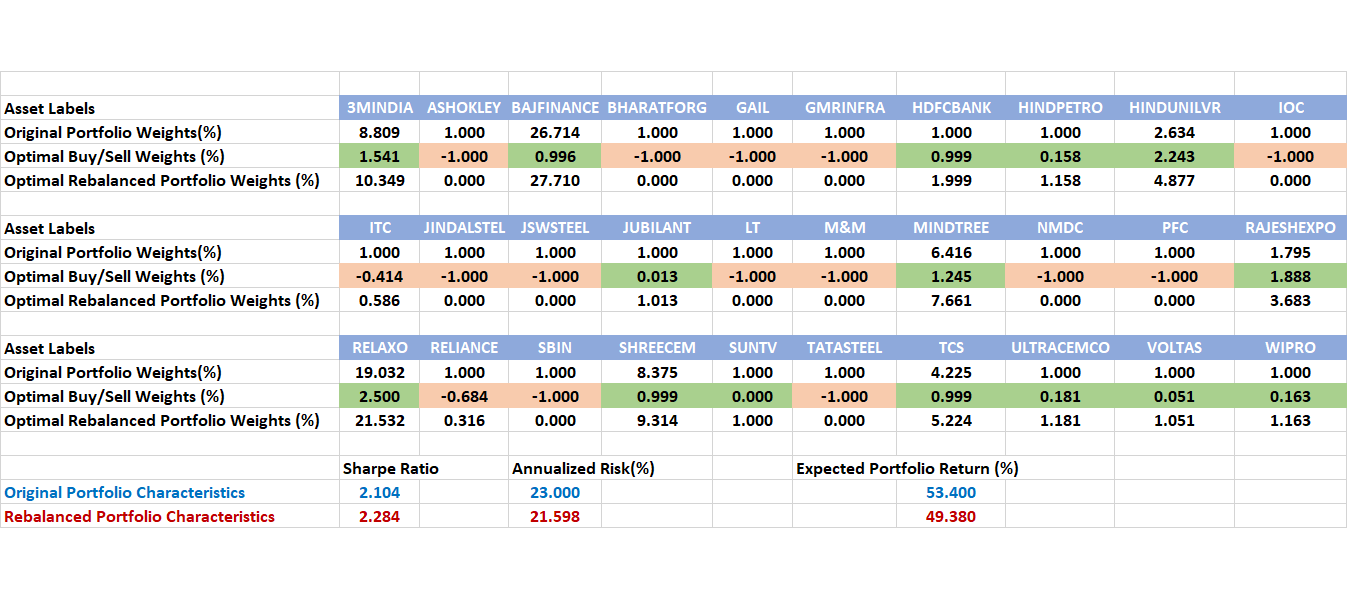 Asset Labels 3MINDIA ASHOKLEY BAJFINANCE BHARATFORG GAIL GMRINFRA HDFCBANK HINDPETRO HINDUNILVR IOC
Original Portfolio Weights(%) 8.809 1.000 26.714 1.000 1.000 1.000 1.000 1.000 2.634 1.000
Optimal Buy/Sell Weights (%) 1.541 -1.000 0.996 -1.000 -1.000 -1.000 0.999 0.158 2.243 -1.000
Optimal Rebalanced Portfolio Weights (%) 10.349 0.000 27.710 0.000 0.000 0.000 1.999 1.158 4.877 0.000
Asset Labels ITC JINDALSTEL JSWSTEEL JUBILANT LT M&M MINDTREE NMDC PFC RAJESHEXPO
Original Portfolio Weights(%) 1.000 1.000 1.000 1.000 1.000 1.000 6.416 1.000 1.000 1.795
Optimal Buy/Sell Weights (%) -0.414 -1.000 -1.000 0.013 -1.000 -1.000 1.245 -1.000 -1.000 1.888
Optimal Rebalanced Portfolio Weights (%) 0.586 0.000 0.000 1.013 0.000 0.000 7.661 0.000 0.000 3.683
Asset Labels RELAXO RELIANCE SBIN SHREECEM SUNTV TATASTEEL TCS ULTRACEMCO VOLTAS WIPRO
Original Portfolio Weights(%) 19.032 1.000 1.000 8.375 1.000 1.000 4.225 1.000 1.000 1.000
Optimal Buy/Sell Weights (%) 2.500 -0.684 -1.000 0.999 0.000 -1.000 0.999 0.181 0.051 0.163
Optimal Rebalanced Portfolio Weights (%) 21.532 0.316 0.000 9.314 1.000 0.000 5.224 1.181 1.051 1.163
Sharpe Ratio Annualized Risk(%) Expected Portfolio Return (%)
Original Portfolio Characteristics 2.104 23.000 53.400
Rebalanced Portfolio Characteristics 2.284 21.598 49.380